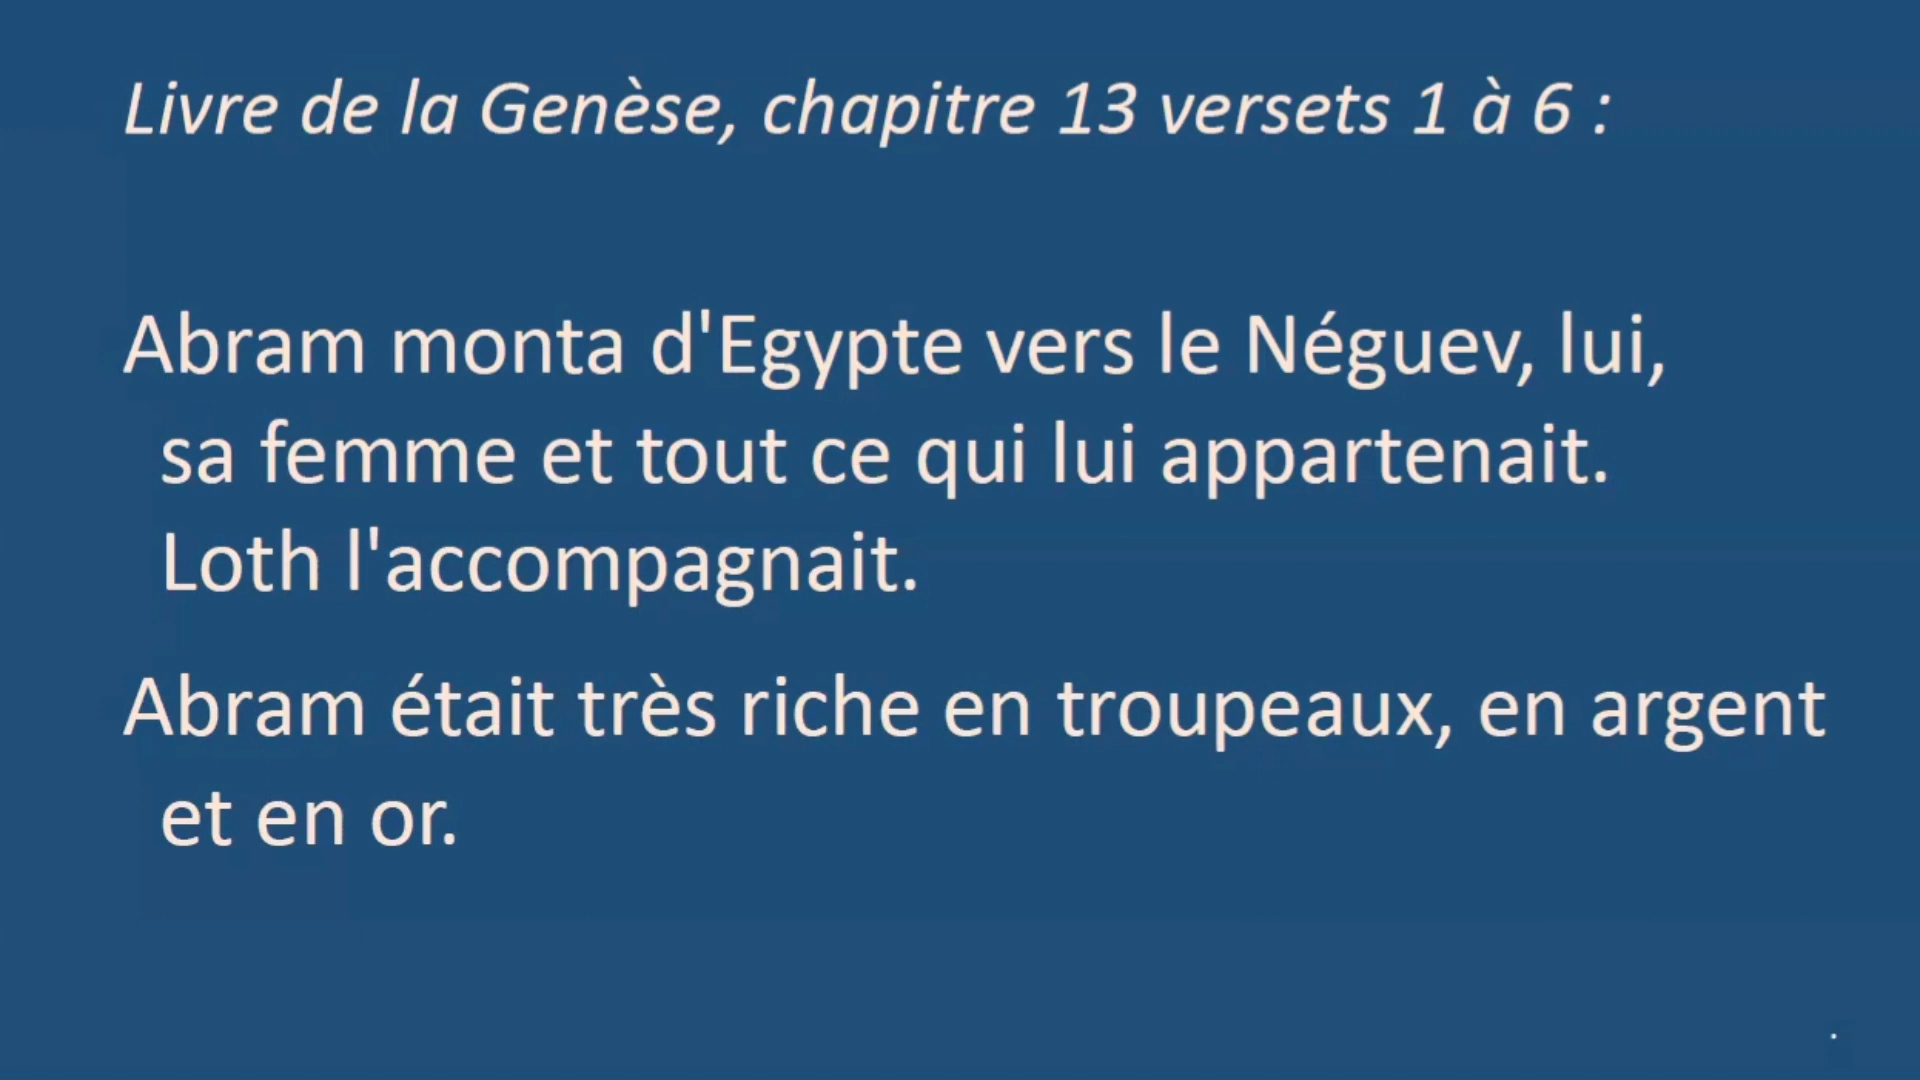 Livre de la Genèse, chapitre 13 versets 1 à 6 :
Abram monta d'Egypte vers le Néguev, lui,
sa femme et tout ce qui lui appartenait.
Loth l'accompagnait.
Abram était très riche en troupeaux, en argent
et en or.
.